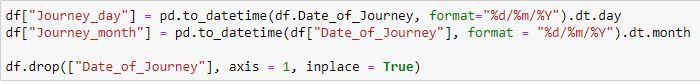 df["Journey_day"] = pd.to_datetime(df.Date_of_Journey, format="%d/%m/%Y").dt.day
df["Journey_month"] = pd.to_datetime(df["Date_of_Journey"], format = "%d/%m/%Y").dt.month
df.drop(["Date_of_Journey"], axis = 1, inplace = True)